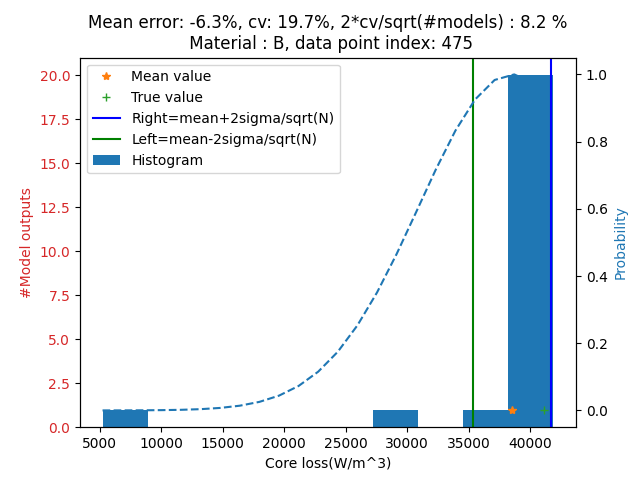 Mean error: -6.3%, cv: 19.7%, 2*cv/sqrt(#models) : 8.2 %
Material : B, data point index: 475
Mean value
True value
Right=mean+2sigma/sqrt(N)
Left=mean-2sigma/sqrt(N)
Histogram
#Model outputs
20.0
17.5
15.0
12.5
10.0
7.5
5.0
2.5
0.0
1.0
0.8
0.6
0.4
0.2
0.0
Probability
5000 10000 15000 20000 25000 30000 35000 40000
Core loss(W/m^3)